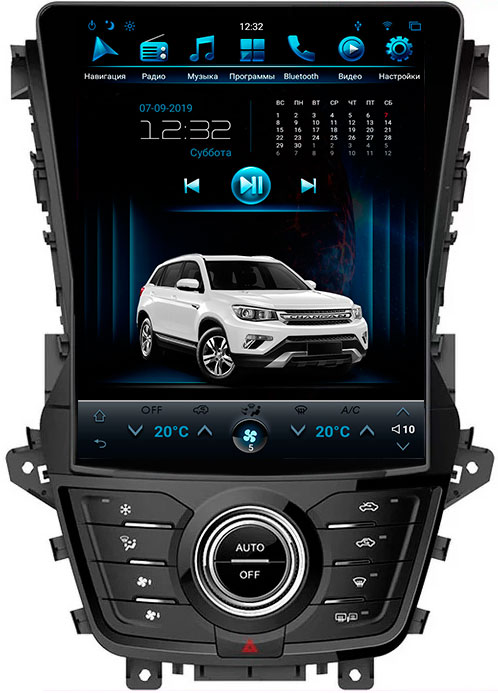 12:32
Навигация Радио Музыка Программы Bluetooth Видео Настройки
07-09-2019
12:32
Суббота
ВС ПН ВТ СР ЧТ ПТ СБ
1 2 3 4 5 6 7
8 9 10 11 12 13 14
15 16 17 18 19 20 21
22 23 24 25 26 27 28
29 30 1 2 3 4 5
6 7 8 9 10 11 12
CHANGAN
OFF A/C
20°C 20°C 10
5
AUTO
OFF